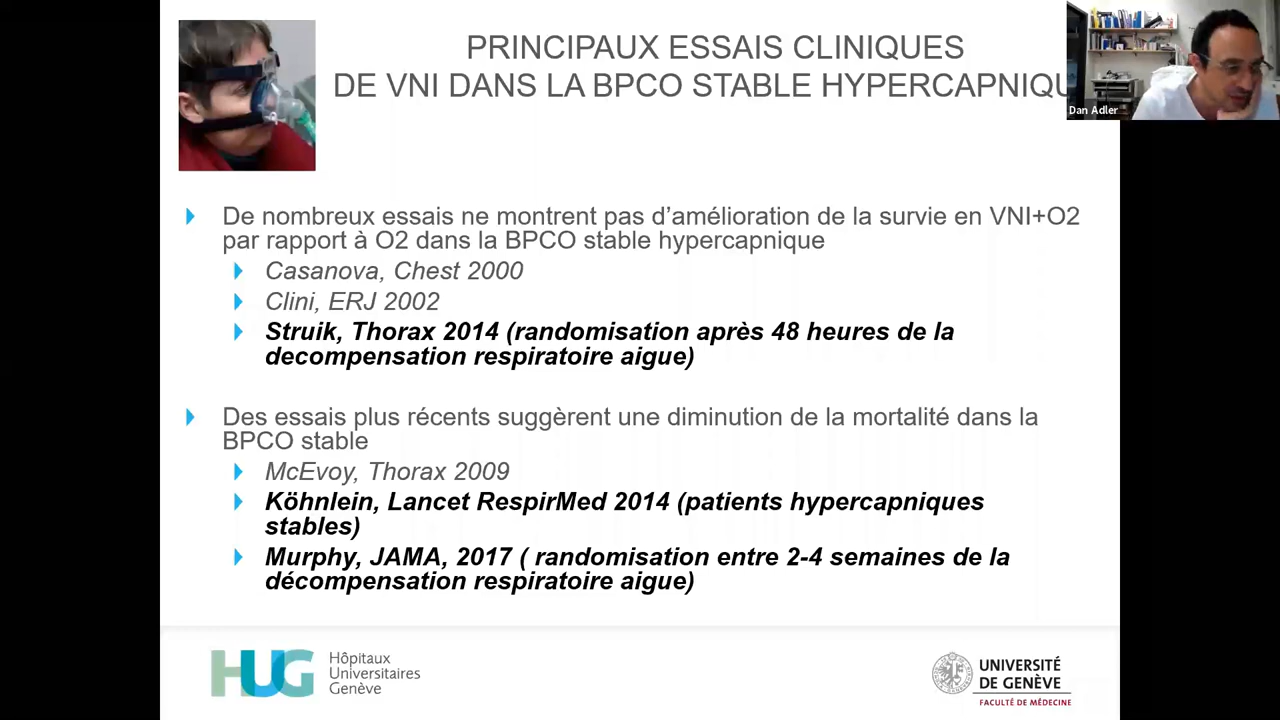 PRINCIPAUX ESSAIS CLINIQUES
DE VNI DANS LA BPCO STABLE HYPERCAPNIQU
Dan Adler
De nombreux essais ne montrent pas d’amélioration de la survie en VNI+O2
par rapport à O2 dans la BPCO stable hypercapnique
Casanova, Chest 2000
Clini, ERJ 2002
Struik, Thorax 2014 (randomisation après 48 heures de la
decompensation respiratoire aigue)
Des essais plus récents suggèrent une diminution de la mortalité dans la
BPCO stable
McEvoy, Thorax 2009
Köhnlein, Lancet RespirMed 2014 (patients hypercapniques
stables)
Murphy, JAMA, 2017 ( randomisation entre 2-4 semaines de la
décompensation respiratoire aigue)
HUG
Hôpitaux
Universitaires
Genève
UNIVERSITÉ
DE GENÈVE
FACULTÉ DE MÉDECINE